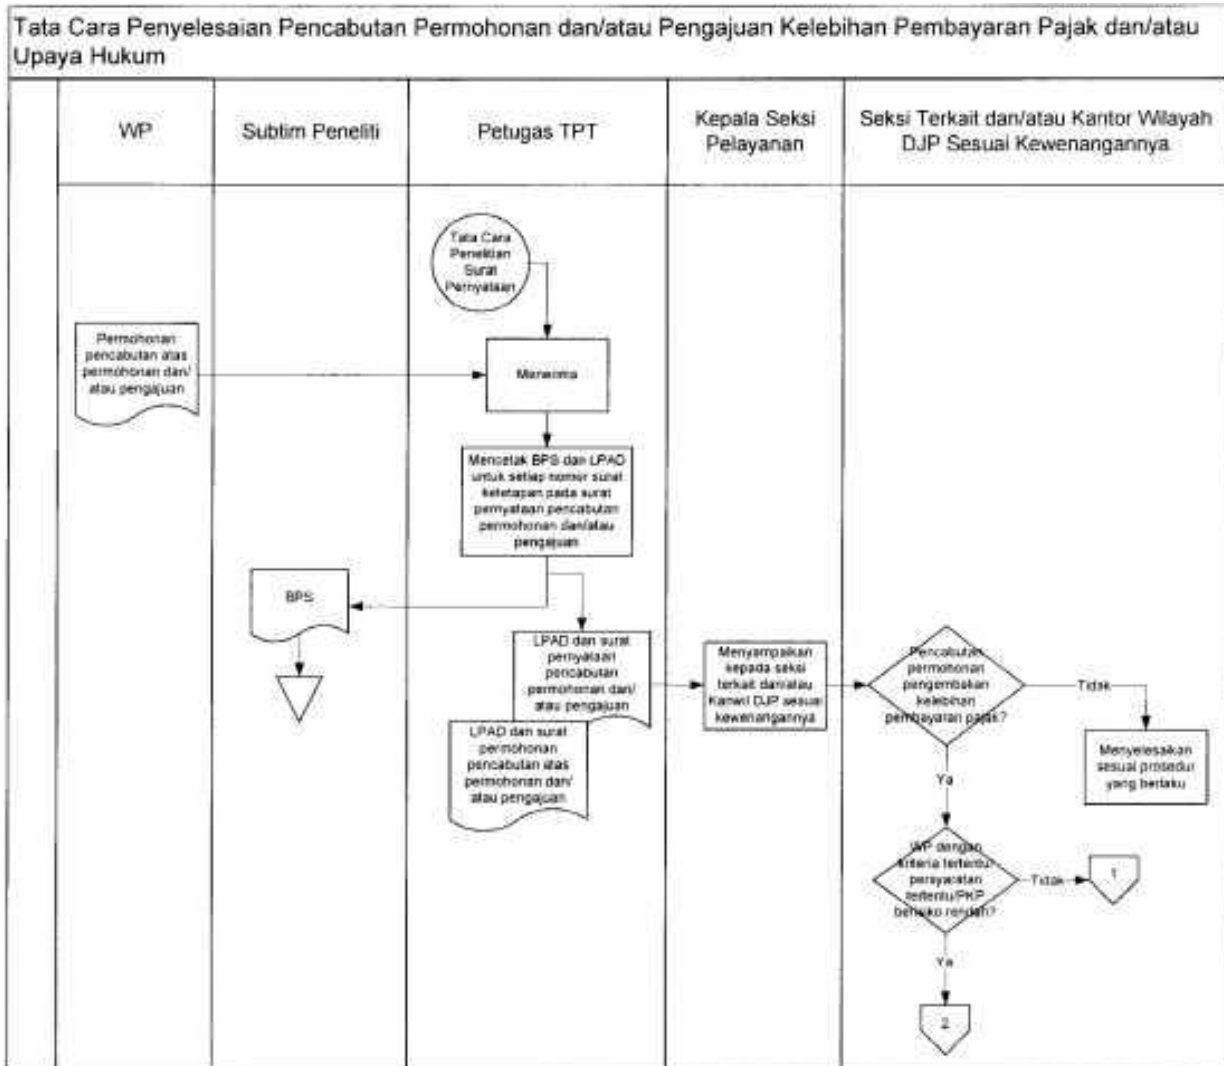 Tata Cara Penyelesaian Pencabutan Permohonan dan/atau Pengajuan Kelebihan Pembayaran Pajak dan/atau
Upaya Hukum
WP
Subtim Peneliti
Petugas TPT
Kepala Seksi
Pelayanan
Seksi Terkait dan/atau Kantor Wilayah
DJP Sesuai Kewenangannya
Tata Cara
Penelitian
Surat
Pernyataan
Permohonan
pencabutan atas
permohonan dan/
atau pengajuan
Menerima
Mencetak BPS dan LPAD
untuk setiap nomor surat
ketetapan pada surat
pernyataan pencabutan
permohonan dan/atau
pengajuan
BPS
LPAD dan surat
pernyataan
pencabutan
permohonan dan/
atau pengajuan
LPAD dan surat
permohonan
pencabutan atas
permohonan dan/
atau pengajuan
Menyampaikan
kepada seksi
terkait dan/atau
Kanwil DJP sesuai
kewenangannya
Pencabutan
permohonan
pengembalian
kelebihan
pembayaran pajak?
Tidak
Menyelesaikan
sesuai prosedur
yang berlaku
Ya
WP dengan
kriteria tertentu/
persyaratan
tertentu/PKP
berisiko rendah?
Tidak
1
Ya
2